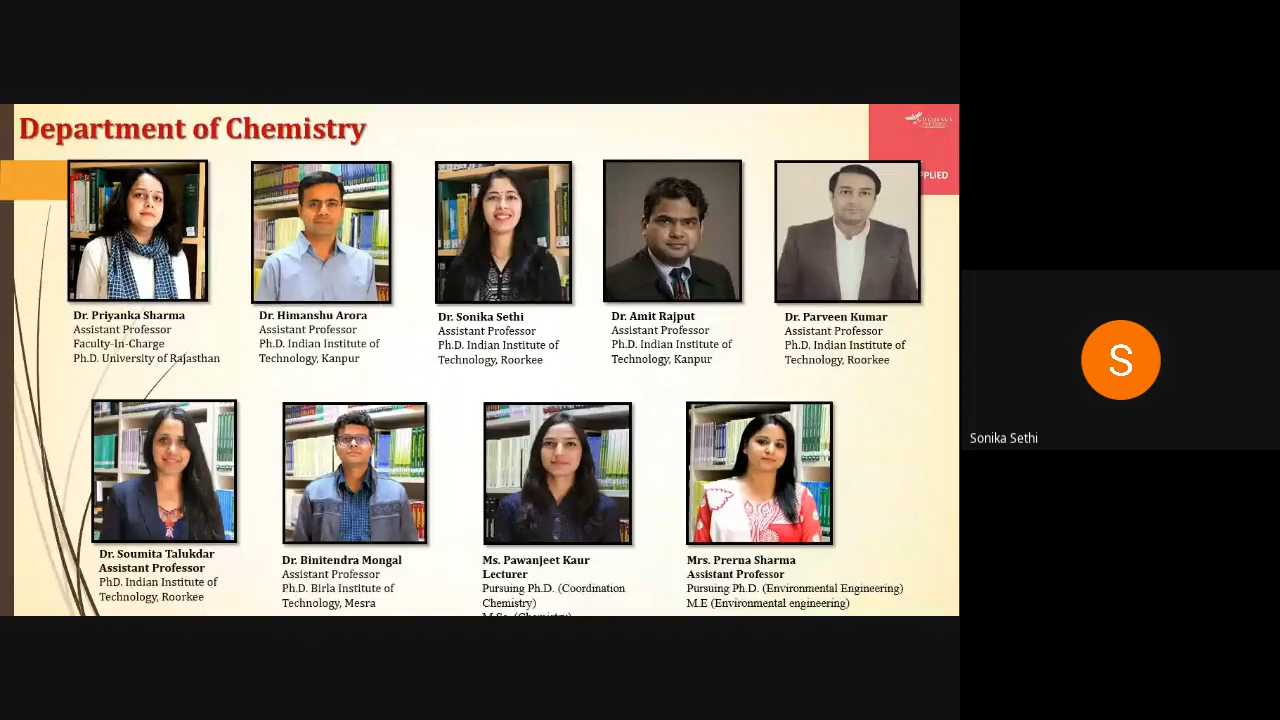 Department of Chemistry
PPLIED
Dr. Priyanka Sharma
Assistant Professor
Faculty-In-Charge
Ph.D. University of Rajasthan
Dr. Himanshu Arora
Assistant Professor
Ph.D. Indian Institute of
Technology, Kanpur
Dr. Sonika Sethi
Assistant Professor
Ph.D. Indian Institute of
Technology, Roorkee
Dr. Amit Rajput
Assistant Professor
Ph.D. Indian Institute of
Technology, Kanpur
Dr. Parveen Kumar
Assistant Professor
Ph.D. Indian Institute of
Technology, Roorkee
Dr. Soumita Talukdar
Assistant Professor
PhD. Indian Institute of
Technology, Roorkee
Dr. Binitendra Mongal
Assistant Professor
Ph.D. Birla Institute of
Technology, Mesra
Ms. Pawanjeet Kaur
Lecturer
Pursuing Ph.D. (Coordination
Chemistry)
M.Sc. (Chemistry)
Mrs. Prerna Sharma
Assistant Professor
Pursuing Ph.D. (Environmental Engineering)
M.E (Environmental engineering)
S
Sonika Sethi